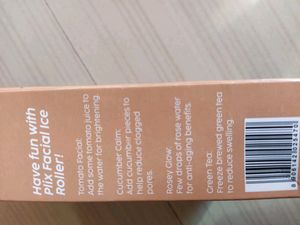 Have fun with
Plix Facial Ice
Roller!
Tomato Facial:
Add some tomato juice to
the water for brightening.
Cucumber Calm:
Add cucumber pieces to
help reduce clogged
pores.
Rosey Glow:
Few drops of rose water
for anti-aging benefits.
Green Tea:
Freeze brewed green tea
to reduce swelling.